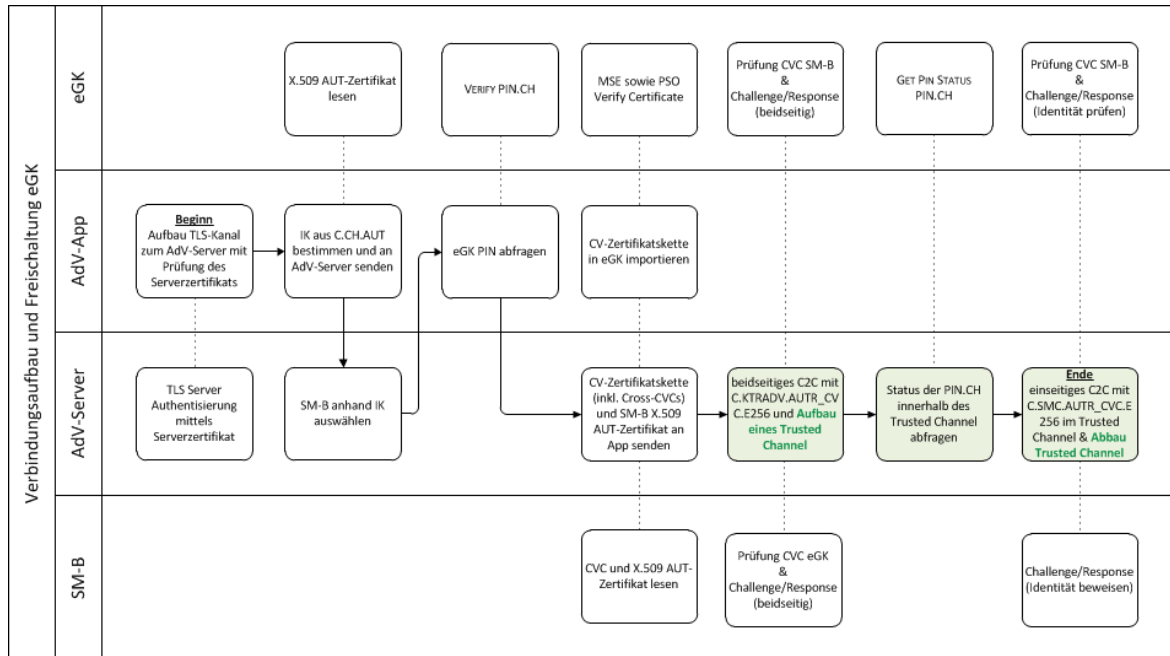 Verbindungsaufbau und Freischaltung eGK
eGK
X.509 AUT-Zertifikat
lesen
VERIFY PIN.CH
MSE sowie PSO
Verify Certificate
Prüfung CVC SM-B
&
Challenge/Response
(beidseitig)
GET PIN STATUS
PIN.CH
Prüfung CVC SM-B
&
Challenge/Response
(Identität prüfen)
AdV-App
Beginn
Aufbau TLS-Kanal
zum AdV-Server mit
Prüfung des
Serverzertifikats
IK aus C.CH.AUT
bestimmen und an
AdV-Server senden
eGK PIN abfragen
CV-Zertifikatskette
in eGK importieren
AdV-Server
TLS Server
Authentisierung
mittels
Serverzertifikat
SM-B anhand IK
auswählen
CV-Zertifikatskette
(inkl. Cross-CVCs)
und SM-B X.509
AUT-Zertifikat an
App senden
beidseitiges C2C mit
C.KTRADV.AUTR_CV
C.E256 und Aufbau
eines Trusted
Channel
Status der PIN.CH
innerhalb des
Trusted Channel
abfragen
Ende
einseitiges C2C mit
C.SMC.AUTR_CVC.E
256 im Trusted
Channel & Abbau
Trusted Channel
SM-B
CVC und X.509 AUT-
Zertifikat lesen
Prüfung CVC eGK
&
Challenge/Response
(beidseitig)
Challenge/Response
(Identität beweisen)